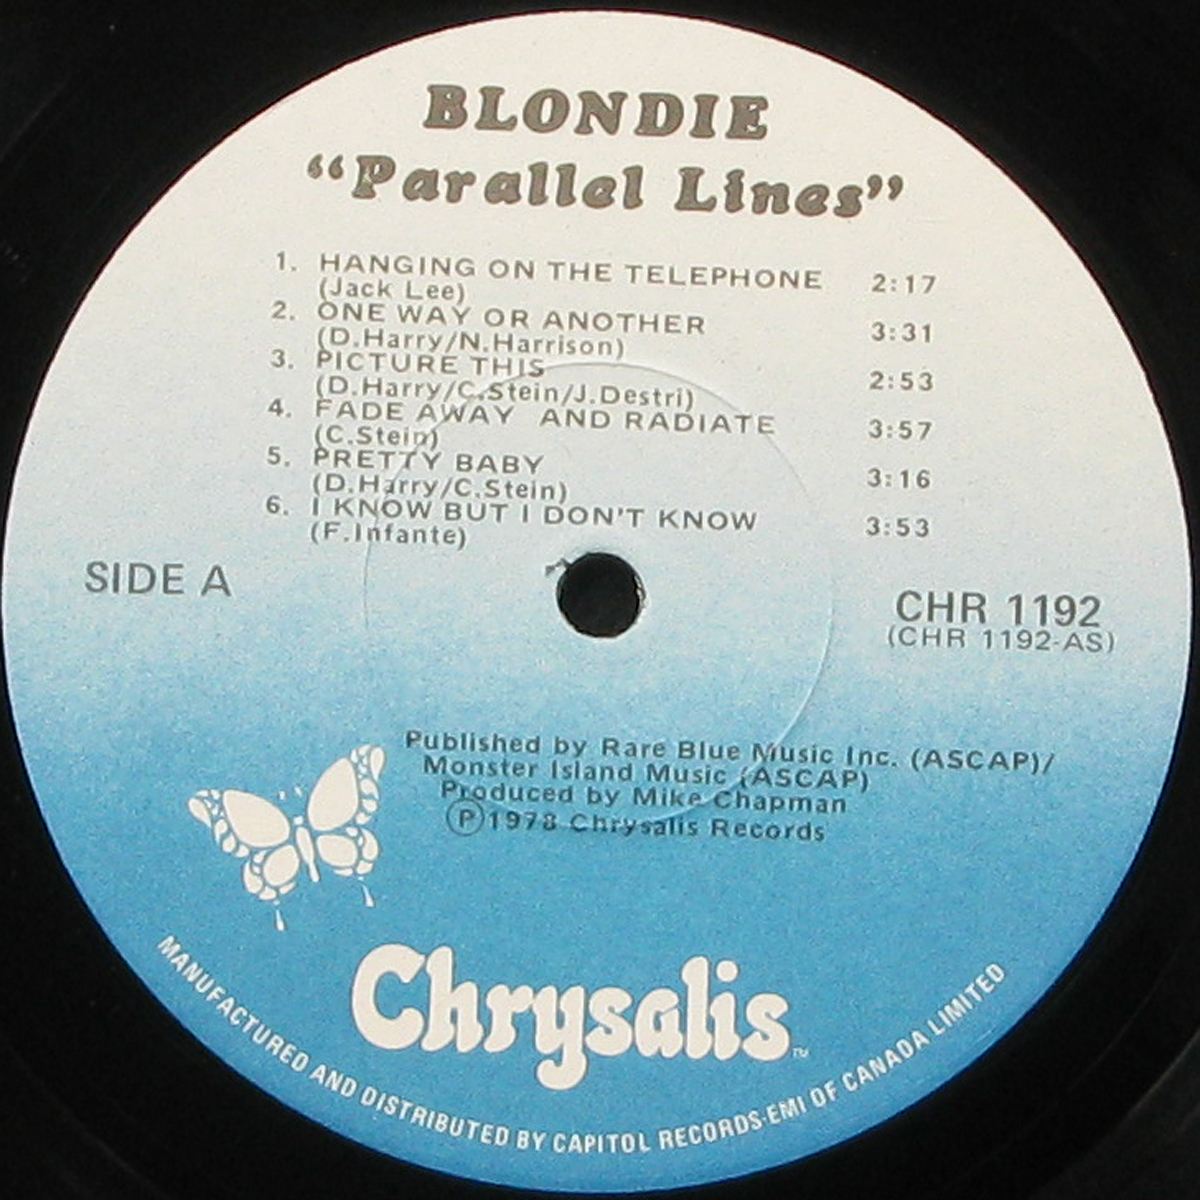 BLONDIE
“Parallel Lines”
1. HANGING ON THE TELEPHONE 2:17
(Jack Lee)
2. ONE WAY OR ANOTHER 3:31
(D.Harry/N.Harrison)
3. PICTURE THIS 2:53
(D.Harry/C.Stein/J.Destri)
4. FADE AWAY AND RADIATE 3:57
(C.Stein)
5. PRETTY BABY 3:16
(D.Harry/C.Stein)
6. I KNOW BUT I DON'T KNOW 3:53
(F.Infante)
SIDE A
CHR 1192
(CHR 1192-AS)
Published by Rare Blue Music Inc. (ASCAP)/
Monster Island Music (ASCAP)
Produced by Mike Chapman
Ⓟ1978 Chrysalis Records
Chrysalis™
MANUFACTURED AND DISTRIBUTED BY CAPITOL RECORDS-EMI OF CANADA LIMITED